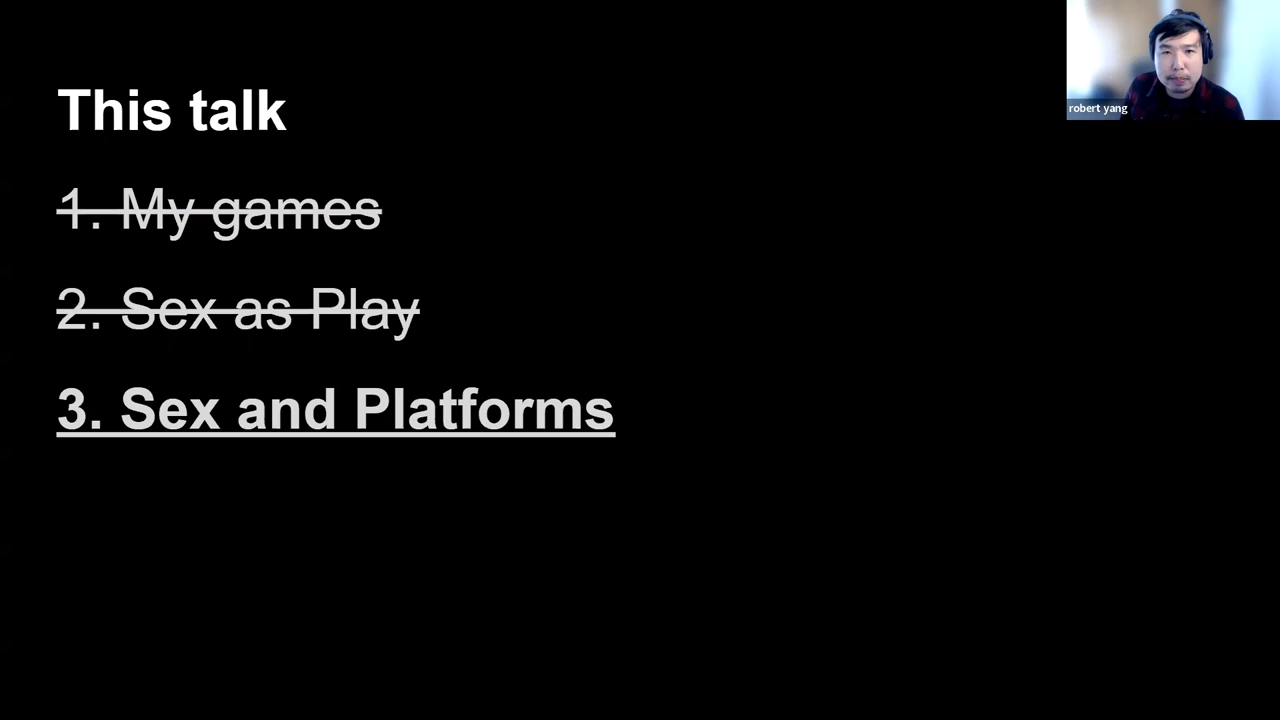 This talk
1. My games
2. Sex as Play
3. Sex and Platforms
robert yang